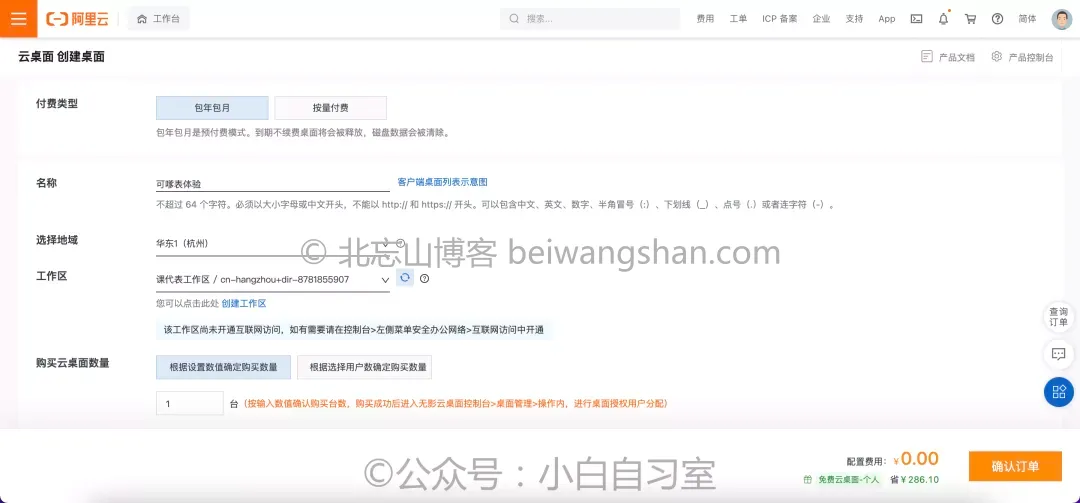 阿里云 工作台 搜索... 费用 工单 ICP 备案 企业 支持 App 简体
云桌面 创建桌面 产品文档 产品控制台
付费类型 包年包月 按量付费
包年包月是预付费模式。到期不续费桌面将会被释放，磁盘数据会被清除。
名称 可嗲表体验 客户端桌面列表示意图
不超过 64 个字符。必须以大小字母或中文开头，不能以 http:// 和 https:// 开头。可以包含中文、英文、数字、半角冒号（:）、下划线（_）、点号（.）或者连字符（-）。
选择地域 华东1（杭州）
© 北忘山博客 beiwangshan.com
工作区 课代表工作区 / cn-hangzhou+dir-8781855907
您可以点击此处 创建工作区
该工作区尚未开通互联网访问，如有需要请在控制台>左侧菜单安全办公网络>互联网访问中开通
查询
订单
购买云桌面数量 根据设置数值确定购买数量 根据选择用户数确定购买数量
1 台（按输入数值确认购买台数，购买成功后进入无影云桌面控制台>桌面管理>操作内，进行桌面授权用户分配）
©公众号：小白自习室
配置费用： ¥0.00 确认订单
免费云桌面-个人 省 ¥ 286.10